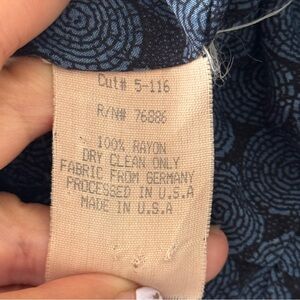 Cut# 5-116
R/N# 76886
100% RAYON
DRY CLEAN ONLY
FABRIC FROM GERMANY
PROCESSED IN U.S.A
MADE IN U.S.A